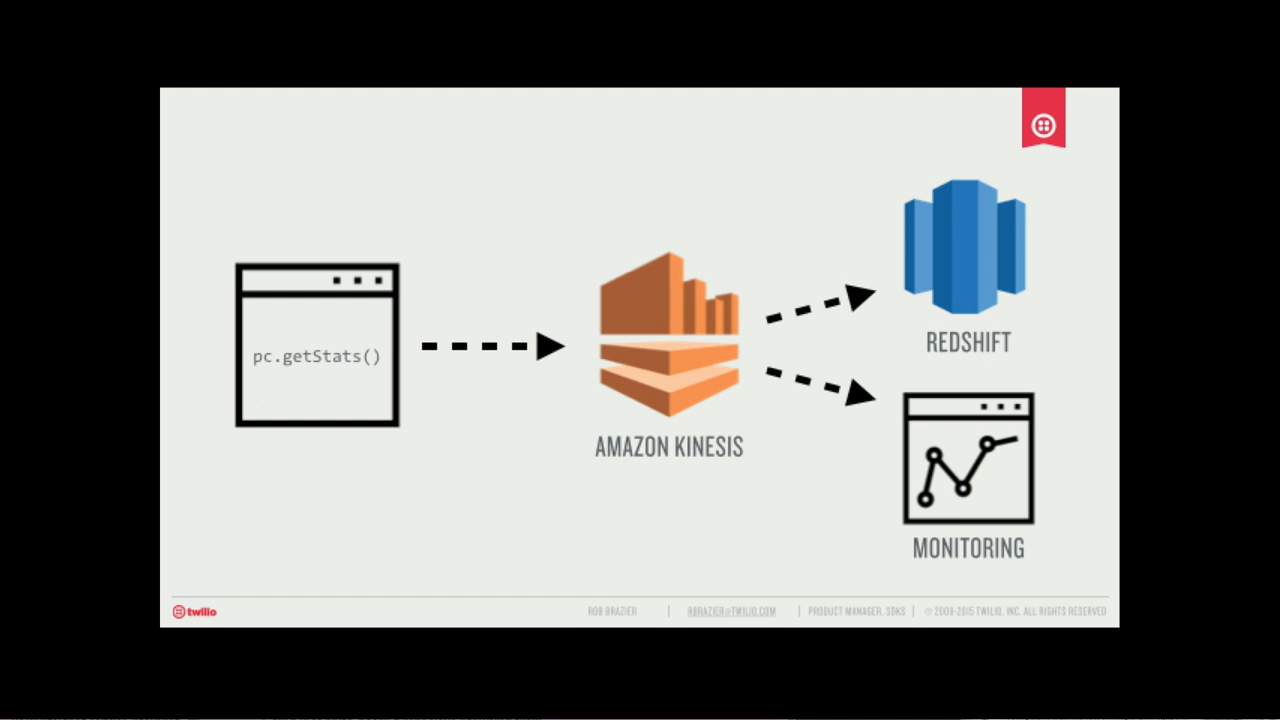 pc.getStats()
AMAZON KINESIS
REDSHIFT
MONITORING
twilio
ROB BRAZIER | RBRAZIER@TWILIO.COM | PRODUCT MANAGER, SDKS | © 2009-2015 TWILIO, INC. ALL RIGHTS RESERVED